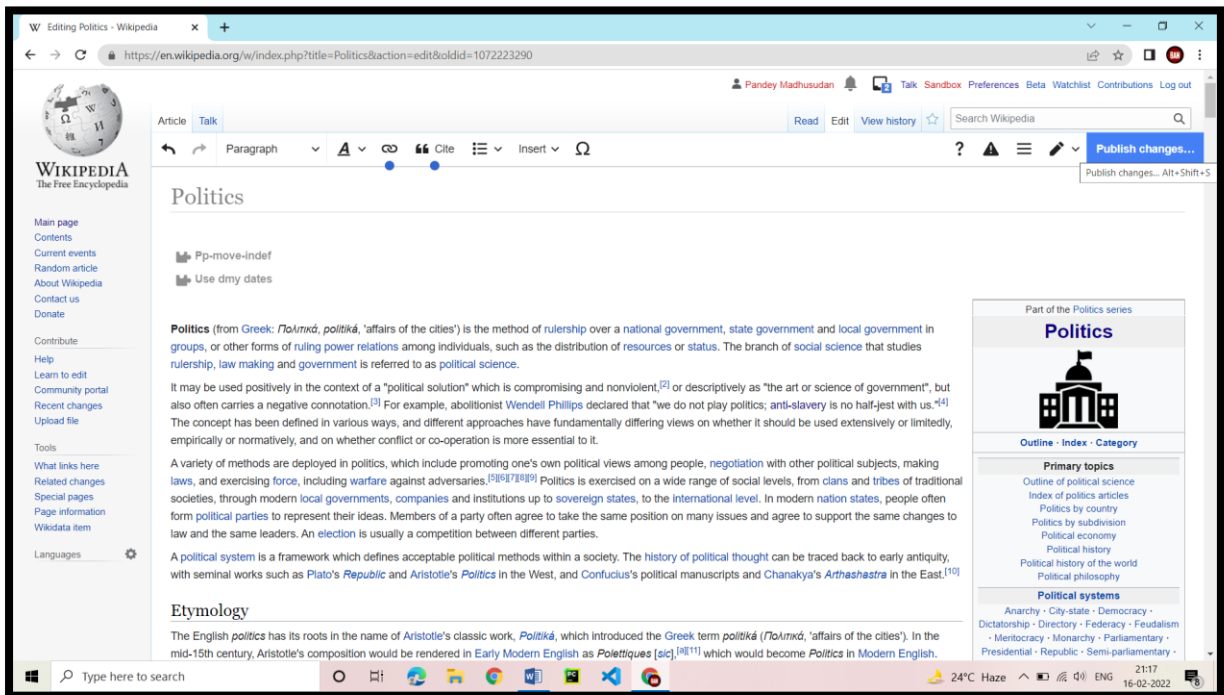 Editing Politics - Wikipedia
https://en.wikipedia.org/w/index.php?title=Politics&action=edit&oldid=1072223290
BAN
Pandey Madhusudan 2 Talk Sandbox Preferences Beta Watchlist Contributions Log out
Article Talk Read Edit View history Search Wikipedia
Paragraph A Cite Insert Ω ? Publish changes...
Publish changes... Alt+Shift+S
WIKIPEDIA
The Free Encyclopedia
Main page
Contents
Current events
Random article
About Wikipedia
Contact us
Donate
Contribute
Help
Learn to edit
Community portal
Recent changes
Upload file
Tools
What links here
Related changes
Special pages
Page information
Wikidata item
Languages
Politics
Pp-move-indef
Use dmy dates
Politics (from Greek: Πολιτικά, politiká, 'affairs of the cities') is the method of rulership over a national government, state government and local government in
groups, or other forms of ruling power relations among individuals, such as the distribution of resources or status. The branch of social science that studies
rulership, law making and government is referred to as political science.
It may be used positively in the context of a "political solution" which is compromising and nonviolent,[2] or descriptively as "the art or science of government", but
also often carries a negative connotation.[3] For example, abolitionist Wendell Phillips declared that "we do not play politics; anti-slavery is no half-jest with us."[4]
The concept has been defined in various ways, and different approaches have fundamentally differing views on whether it should be used extensively or limitedly,
empirically or normatively, and on whether conflict or co-operation is more essential to it.
A variety of methods are deployed in politics, which include promoting one's own political views among people, negotiation with other political subjects, making
laws, and exercising force, including warfare against adversaries.[5][6][7][8][9] Politics is exercised on a wide range of social levels, from clans and tribes of traditional
societies, through modern local governments, companies and institutions up to sovereign states, to the international level. In modern nation states, people often
form political parties to represent their ideas. Members of a party often agree to take the same position on many issues and agree to support the same changes to
law and the same leaders. An election is usually a competition between different parties.
A political system is a framework which defines acceptable political methods within a society. The history of political thought can be traced back to early antiquity,
with seminal works such as Plato's Republic and Aristotle's Politics in the West, and Confucius's political manuscripts and Chanakya's Arthashastra in the East.[10]
Etymology
The English politics has its roots in the name of Aristotle's classic work, Politiká, which introduced the Greek term politiká (Πολιτικά, 'affairs of the cities'). In the
mid-15th century, Aristotle's composition would be rendered in Early Modern English as Polettiques [sic],[a][11] which would become Politics in Modern English.
Part of the Politics series
Politics
Outline · Index · Category
Primary topics
Outline of political science
Index of politics articles
Politics by country
Politics by subdivision
Political economy
Political history
Political history of the world
Political philosophy
Political systems
Anarchy · City-state · Democracy ·
Dictatorship · Directory · Federacy · Feudalism
· Meritocracy · Monarchy · Parliamentary ·
Presidential · Republic · Semi-parliamentary ·
Type here to search
24°C Haze ENG
21:17
16-02-2022
8